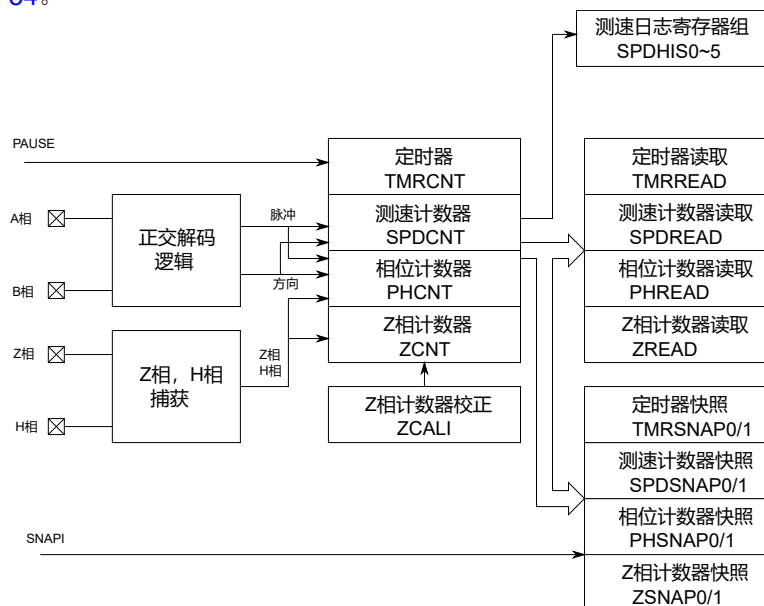 34。
测速日志寄存器组
SPDHIS0~5
PAUSE
定时器
TMRCNT
定时器读取
TMRREAD
A相
正交解码
逻辑
脉冲
测速计数器
SPDCNT
测速计数器读取
SPDREAD
B相
方向
相位计数器
PHCNT
相位计数器读取
PHREAD
Z相
Z相，H相
捕获
Z相
H相
Z相计数器
ZCNT
Z相计数器读取
ZREAD
H相
Z相计数器校正
ZCALI
定时器快照
TMRSNAP0/1
测速计数器快照
SPDSNAP0/1
SNAPI
相位计数器快照
PHSNAP0/1
Z相计数器快照
ZSNAP0/1